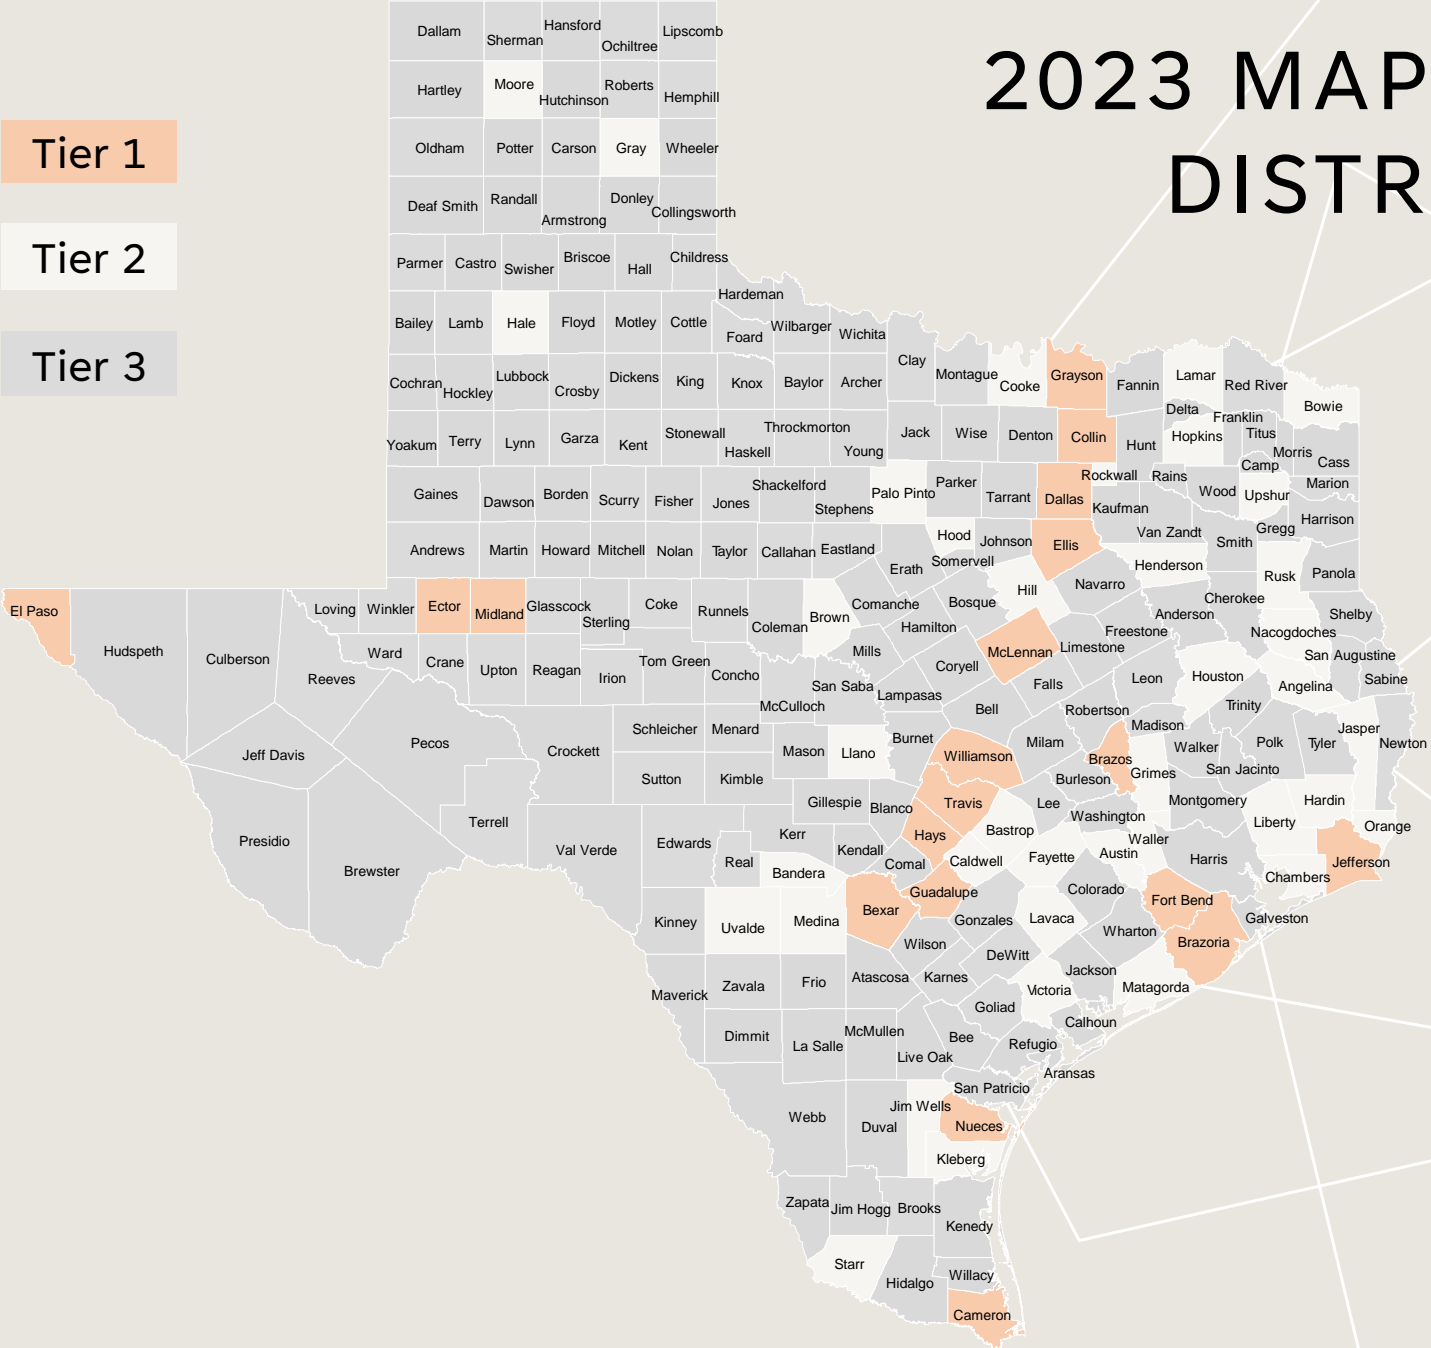 2023 MAP
DISTR
Tier 1
Tier 2
Tier 3
Dallam
Sherman
Hansford
Ochiltree
Lipscomb
Hartley
Moore
Hutchinson
Roberts
Hemphill
Oldham
Potter
Carson
Gray
Wheeler
Deaf Smith
Randall
Armstrong
Donley
Collingsworth
Parmer
Castro
Swisher
Briscoe
Hall
Childress
Hardeman
Bailey
Lamb
Hale
Floyd
Motley
Cottle
Foard
Wilbarger
Wichita
Clay
Montague
Cooke
Grayson
Fannin
Lamar
Red River
Bowie
Cochran
Hockley
Lubbock
Crosby
Dickens
King
Knox
Baylor
Archer
Delta
Franklin
Titus
Hopkins
Morris
Cass
Camp
Marion
Yoakum
Terry
Lynn
Garza
Kent
Stonewall
Haskell
Throckmorton
Young
Jack
Wise
Denton
Collin
Hunt
Rockwall
Rains
Wood
Upshur
Harrison
Gregg
Gaines
Dawson
Borden
Scurry
Fisher
Jones
Shackelford
Stephens
Palo Pinto
Parker
Tarrant
Dallas
Kaufman
Van Zandt
Smith
Andrews
Martin
Howard
Mitchell
Nolan
Taylor
Callahan
Eastland
Erath
Hood
Somervell
Johnson
Ellis
Henderson
Rusk
Panola
El Paso
Hudspeth
Culberson
Reeves
Loving
Winkler
Ector
Midland
Glasscock
Sterling
Coke
Runnels
Coleman
Brown
Comanche
Hamilton
Bosque
Hill
Navarro
Cherokee
Anderson
Freestone
Limestone
McLennan
Nacogdoches
Shelby
San Augustine
Sabine
Angelina
Houston
Trinity
Leon
Ward
Crane
Upton
Reagan
Irion
Tom Green
Concho
McCulloch
San Saba
Mills
Lampasas
Coryell
Bell
Falls
Robertson
Madison
Walker
San Jacinto
Polk
Tyler
Jasper
Newton
Jeff Davis
Pecos
Crockett
Schleicher
Menard
Sutton
Kimble
Mason
Llano
Burnet
Williamson
Milam
Brazos
Burleson
Grimes
Montgomery
Liberty
Hardin
Orange
Presidio
Brewster
Terrell
Val Verde
Edwards
Real
Kerr
Gillespie
Blanco
Kendall
Comal
Hays
Travis
Bastrop
Lee
Washington
Waller
Austin
Harris
Chambers
Jefferson
Bandera
Caldwell
Fayette
Colorado
Fort Bend
Galveston
Brazoria
Kinney
Uvalde
Medina
Bexar
Guadalupe
Gonzales
Lavaca
Wharton
Matagorda
Maverick
Zavala
Frio
Atascosa
Wilson
Karnes
DeWitt
Jackson
Victoria
Goliad
Calhoun
Dimmit
La Salle
McMullen
Live Oak
Bee
Refugio
Aransas
San Patricio
Webb
Duval
Jim Wells
Nueces
Kleberg
Zapata
Jim Hogg
Brooks
Kenedy
Starr
Hidalgo
Willacy
Cameron